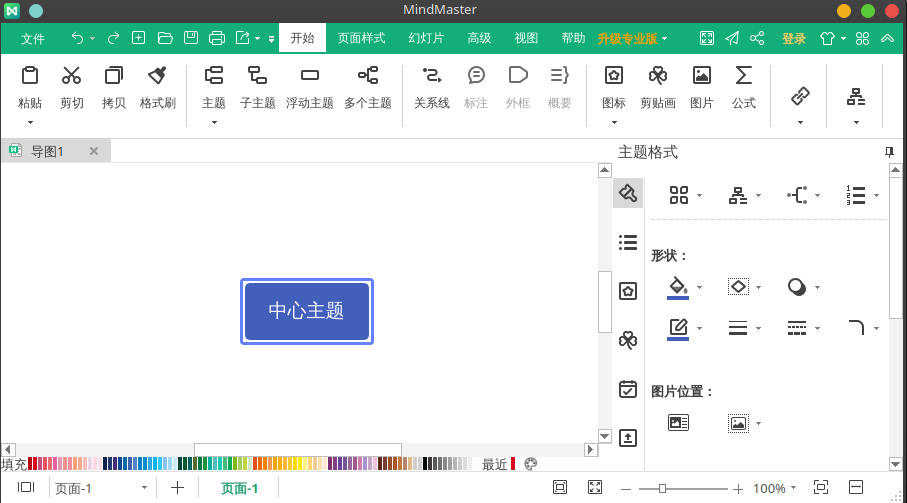 MindMaster
文件 开始 页面样式 幻灯片 高级 视图 帮助 升级专业版 登录
粘贴 剪切 拷贝 格式刷 主题 子主题 浮动主题 多个主题 关系线 标注 外框 概要 图标 剪贴画 图片 公式
导图1
主题格式
形状：
中心主题
图片位置：
填充 最近
页面-1 页面-1 100%